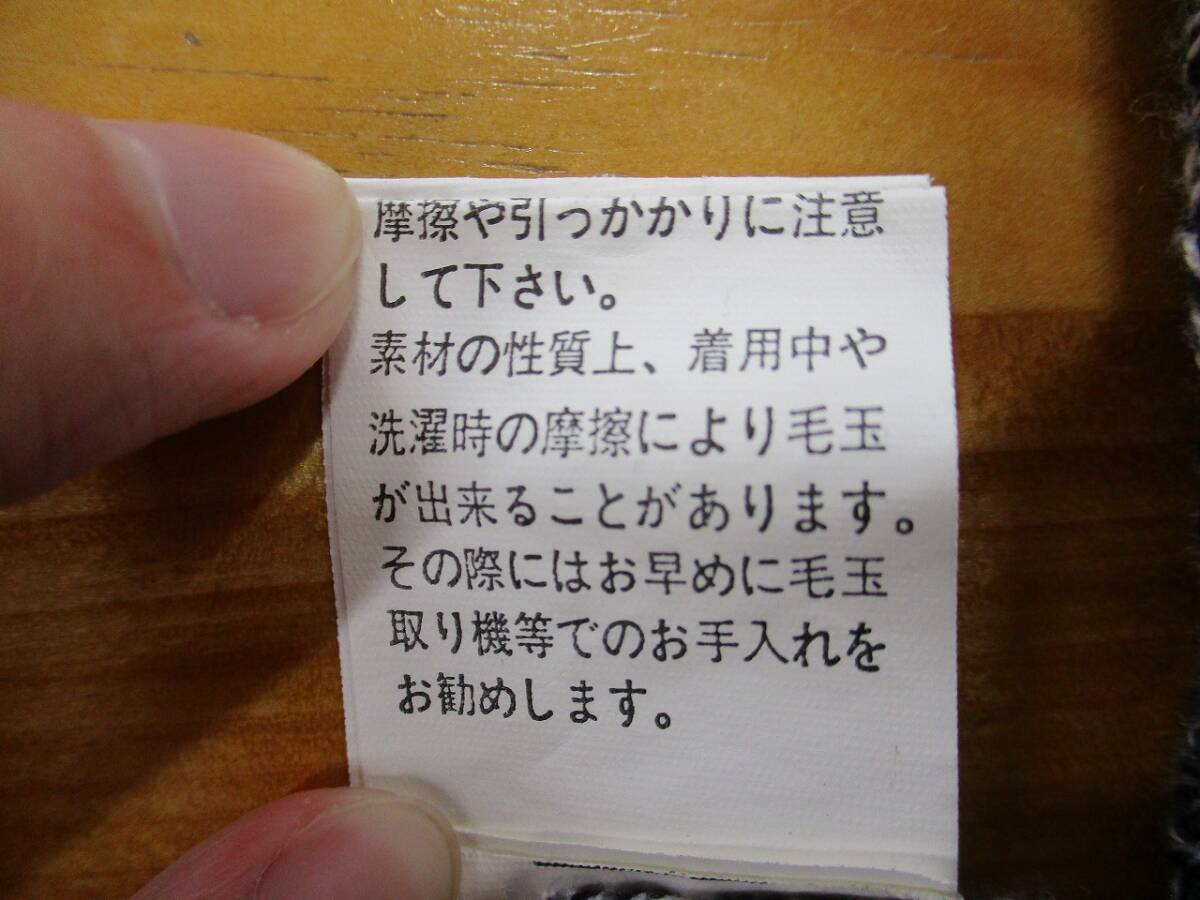 摩擦や引っかかりに注意
して下さい。
素材の性質上、着用中や
洗濯時の摩擦により毛玉
が出来ることがあります。
その際にはお早めに毛玉
取り機等でのお手入れを
お勧めします。